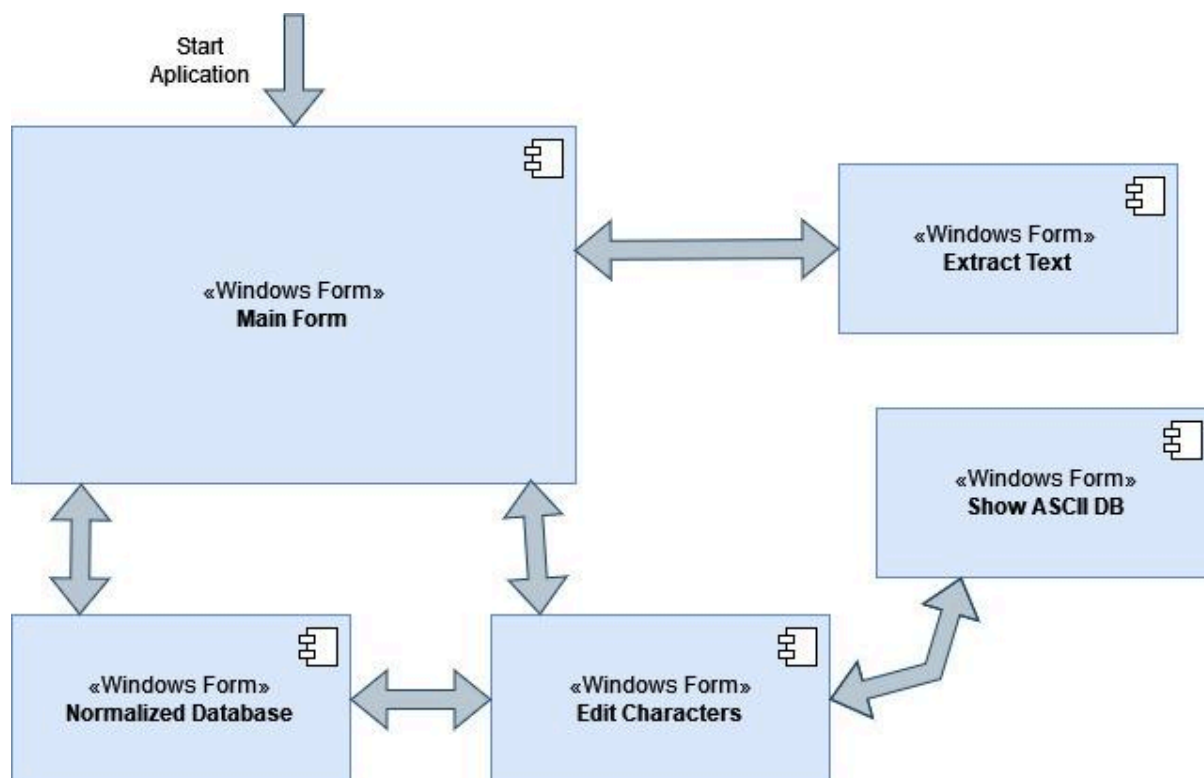 Start
Aplication
«Windows Form»
Main Form
«Windows Form»
Extract Text
«Windows Form»
Show ASCII DB
«Windows Form»
Normalized Database
«Windows Form»
Edit Characters